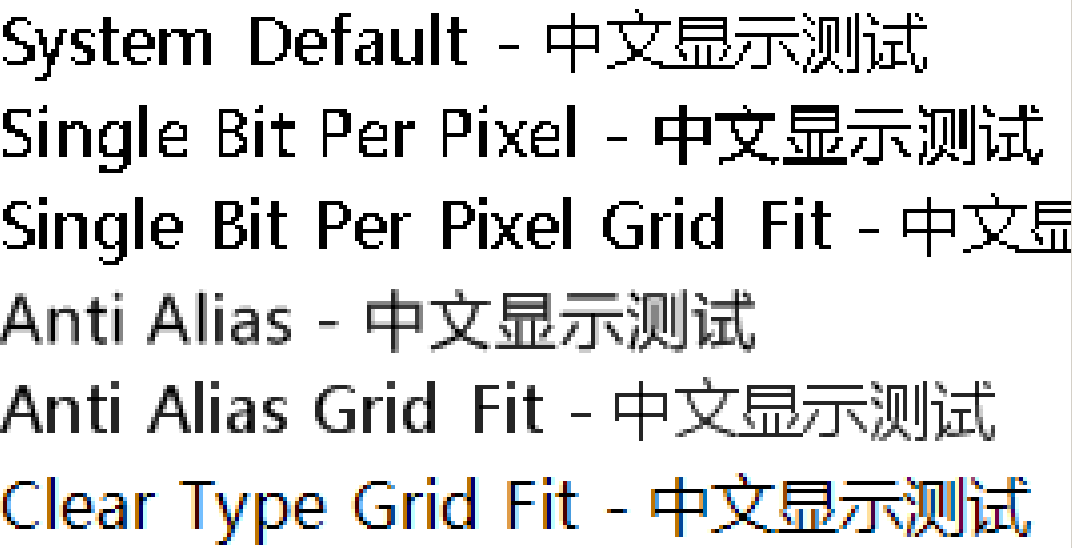 System Default - 中文显示测试
Single Bit Per Pixel - 中文显示测试
Single Bit Per Pixel Grid Fit - 中文显
Anti Alias - 中文显示测试
Anti Alias Grid Fit - 中文显示测试
Clear Type Grid Fit - 中文显示测试